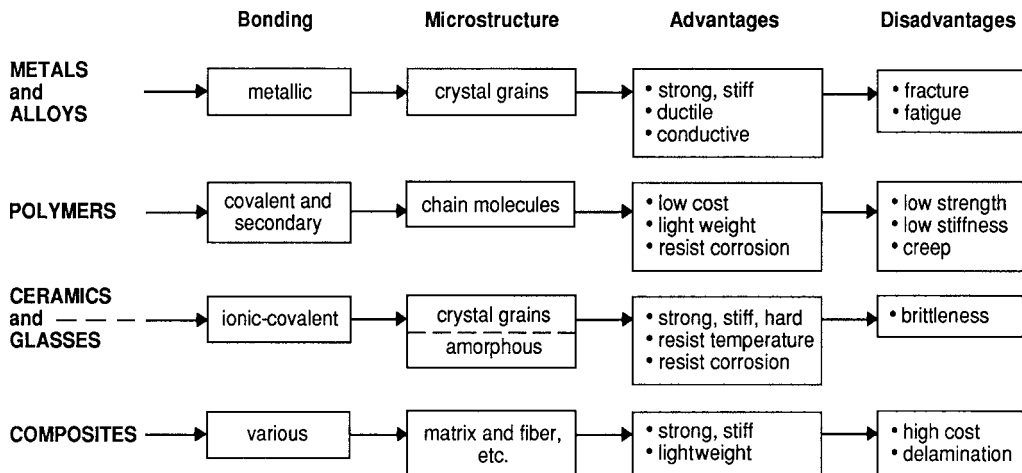 Bonding
Microstructure
Advantages
Disadvantages
METALS
and
ALLOYS
metallic
crystal grains
• strong, stiff
• ductile
• conductive
• fracture
• fatigue
POLYMERS
covalent and
secondary
chain molecules
• low cost
• light weight
• resist corrosion
• low strength
• low stiffness
• creep
CERAMICS
and
GLASSES
ionic-covalent
crystal grains
amorphous
• strong, stiff, hard
• resist temperature
• resist corrosion
• brittleness
COMPOSITES
various
matrix and fiber,
etc.
• strong, stiff
• lightweight
• high cost
• delamination